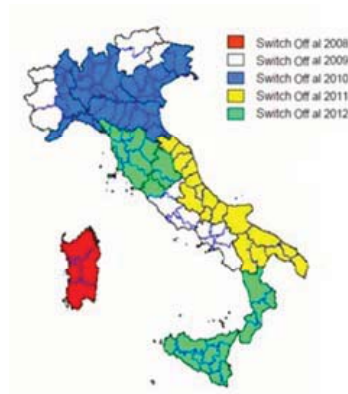 Switch Off al 2008
Switch Off al 2009
Switch Off al 2010
Switch Off al 2011
Switch Off al 2012